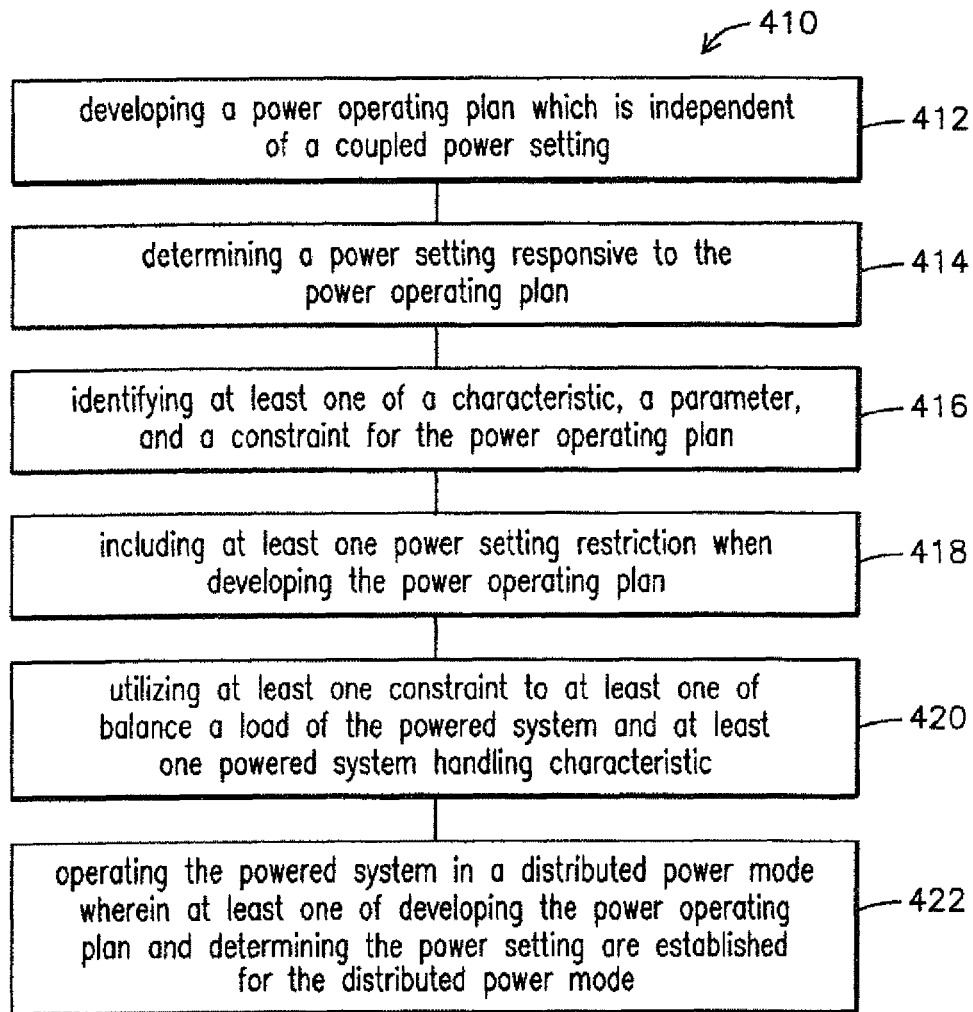 410
developing a power operating plan which is independent
of a coupled power setting
412
determining a power setting responsive to the
power operating plan
414
identifying at least one of a characteristic, a parameter,
and a constraint for the power operating plan
416
including at least one power setting restriction when
developing the power operating plan
418
utilizing at least one constraint to at least one of
balance a load of the powered system and at least
one powered system handling characteristic
420
operating the powered system in a distributed power mode
wherein at least one of developing the power operating
plan and determining the power setting are established
for the distributed power mode
422